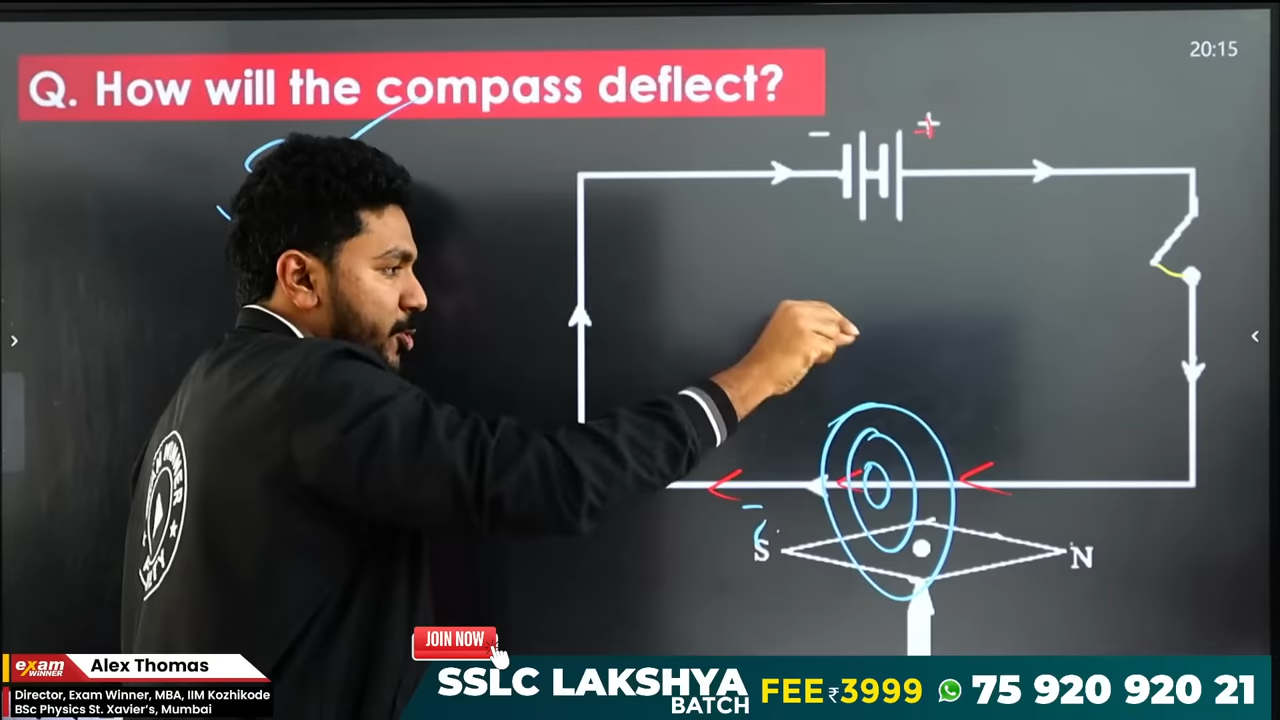 Q. How will the compass deflect?
20:15
-
+
S
N
JOIN NOW
exam
WINNER
Alex Thomas
Director, Exam Winner, MBA, IIM Kozhikode
BSc Physics St. Xavier's, Mumbai
SSLC LAKSHYA
BATCH
FEE ₹3999
75 920 920 21